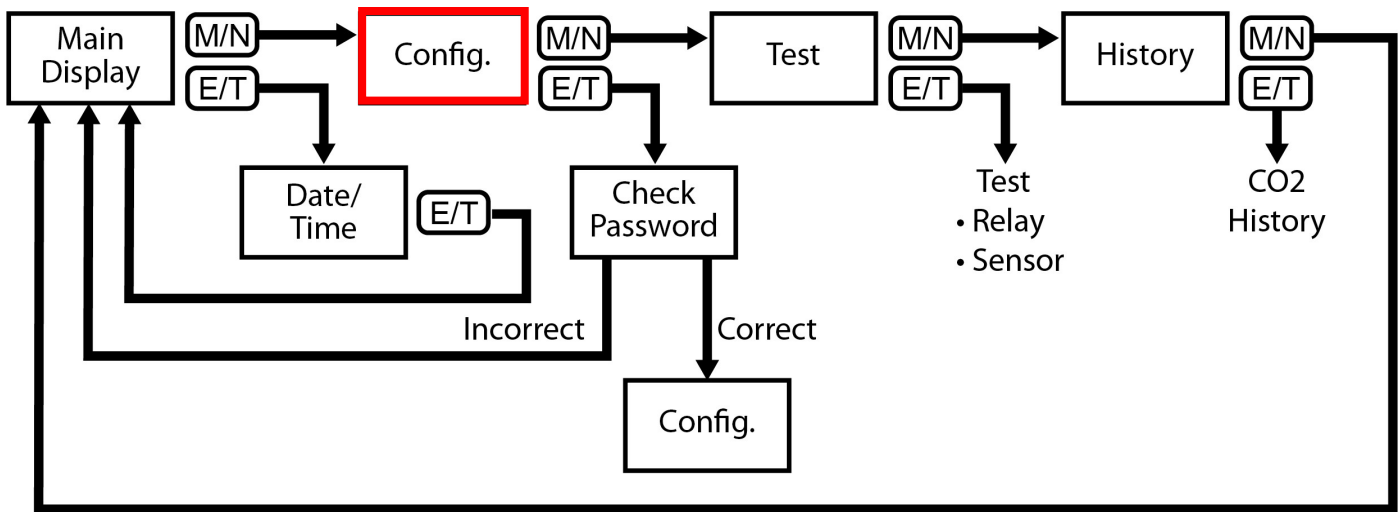 Main
Display
M/N
E/T
Config.
M/N
E/T
Test
M/N
E/T
History
M/N
E/T
Date/
Time
E/T
Check
Password
Test
• Relay
• Sensor
CO2
History
Incorrect
Correct
Config.